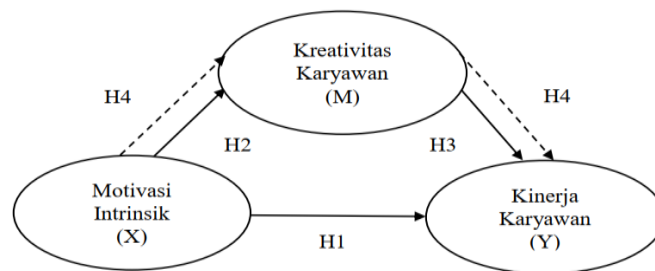 Kreativitas
Karyawan
(M)
H4
H4
H2
H3
Motivasi
Intrinsik
(X)
Kinerja
Karyawan
(Y)
H1